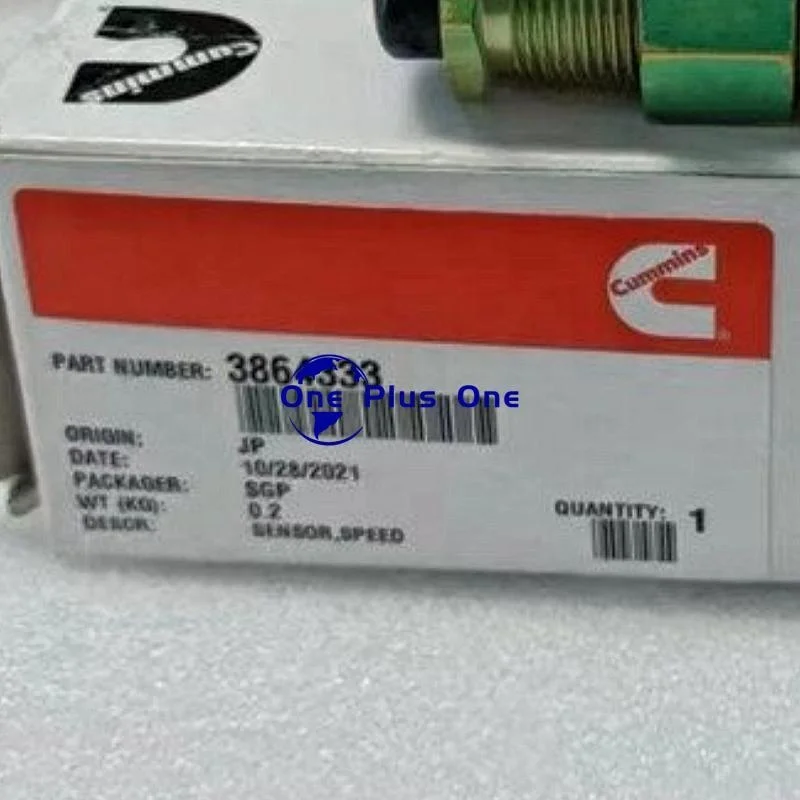 Cummins
Cummins
PART NUMBER: 3864333
One Plus One
ORIGIN: JP
DATE: 10/28/2021
PACKAGER: SGP
WT (KG): 0.2
DESCR: SENSOR,SPEED
QUANTITY: 1